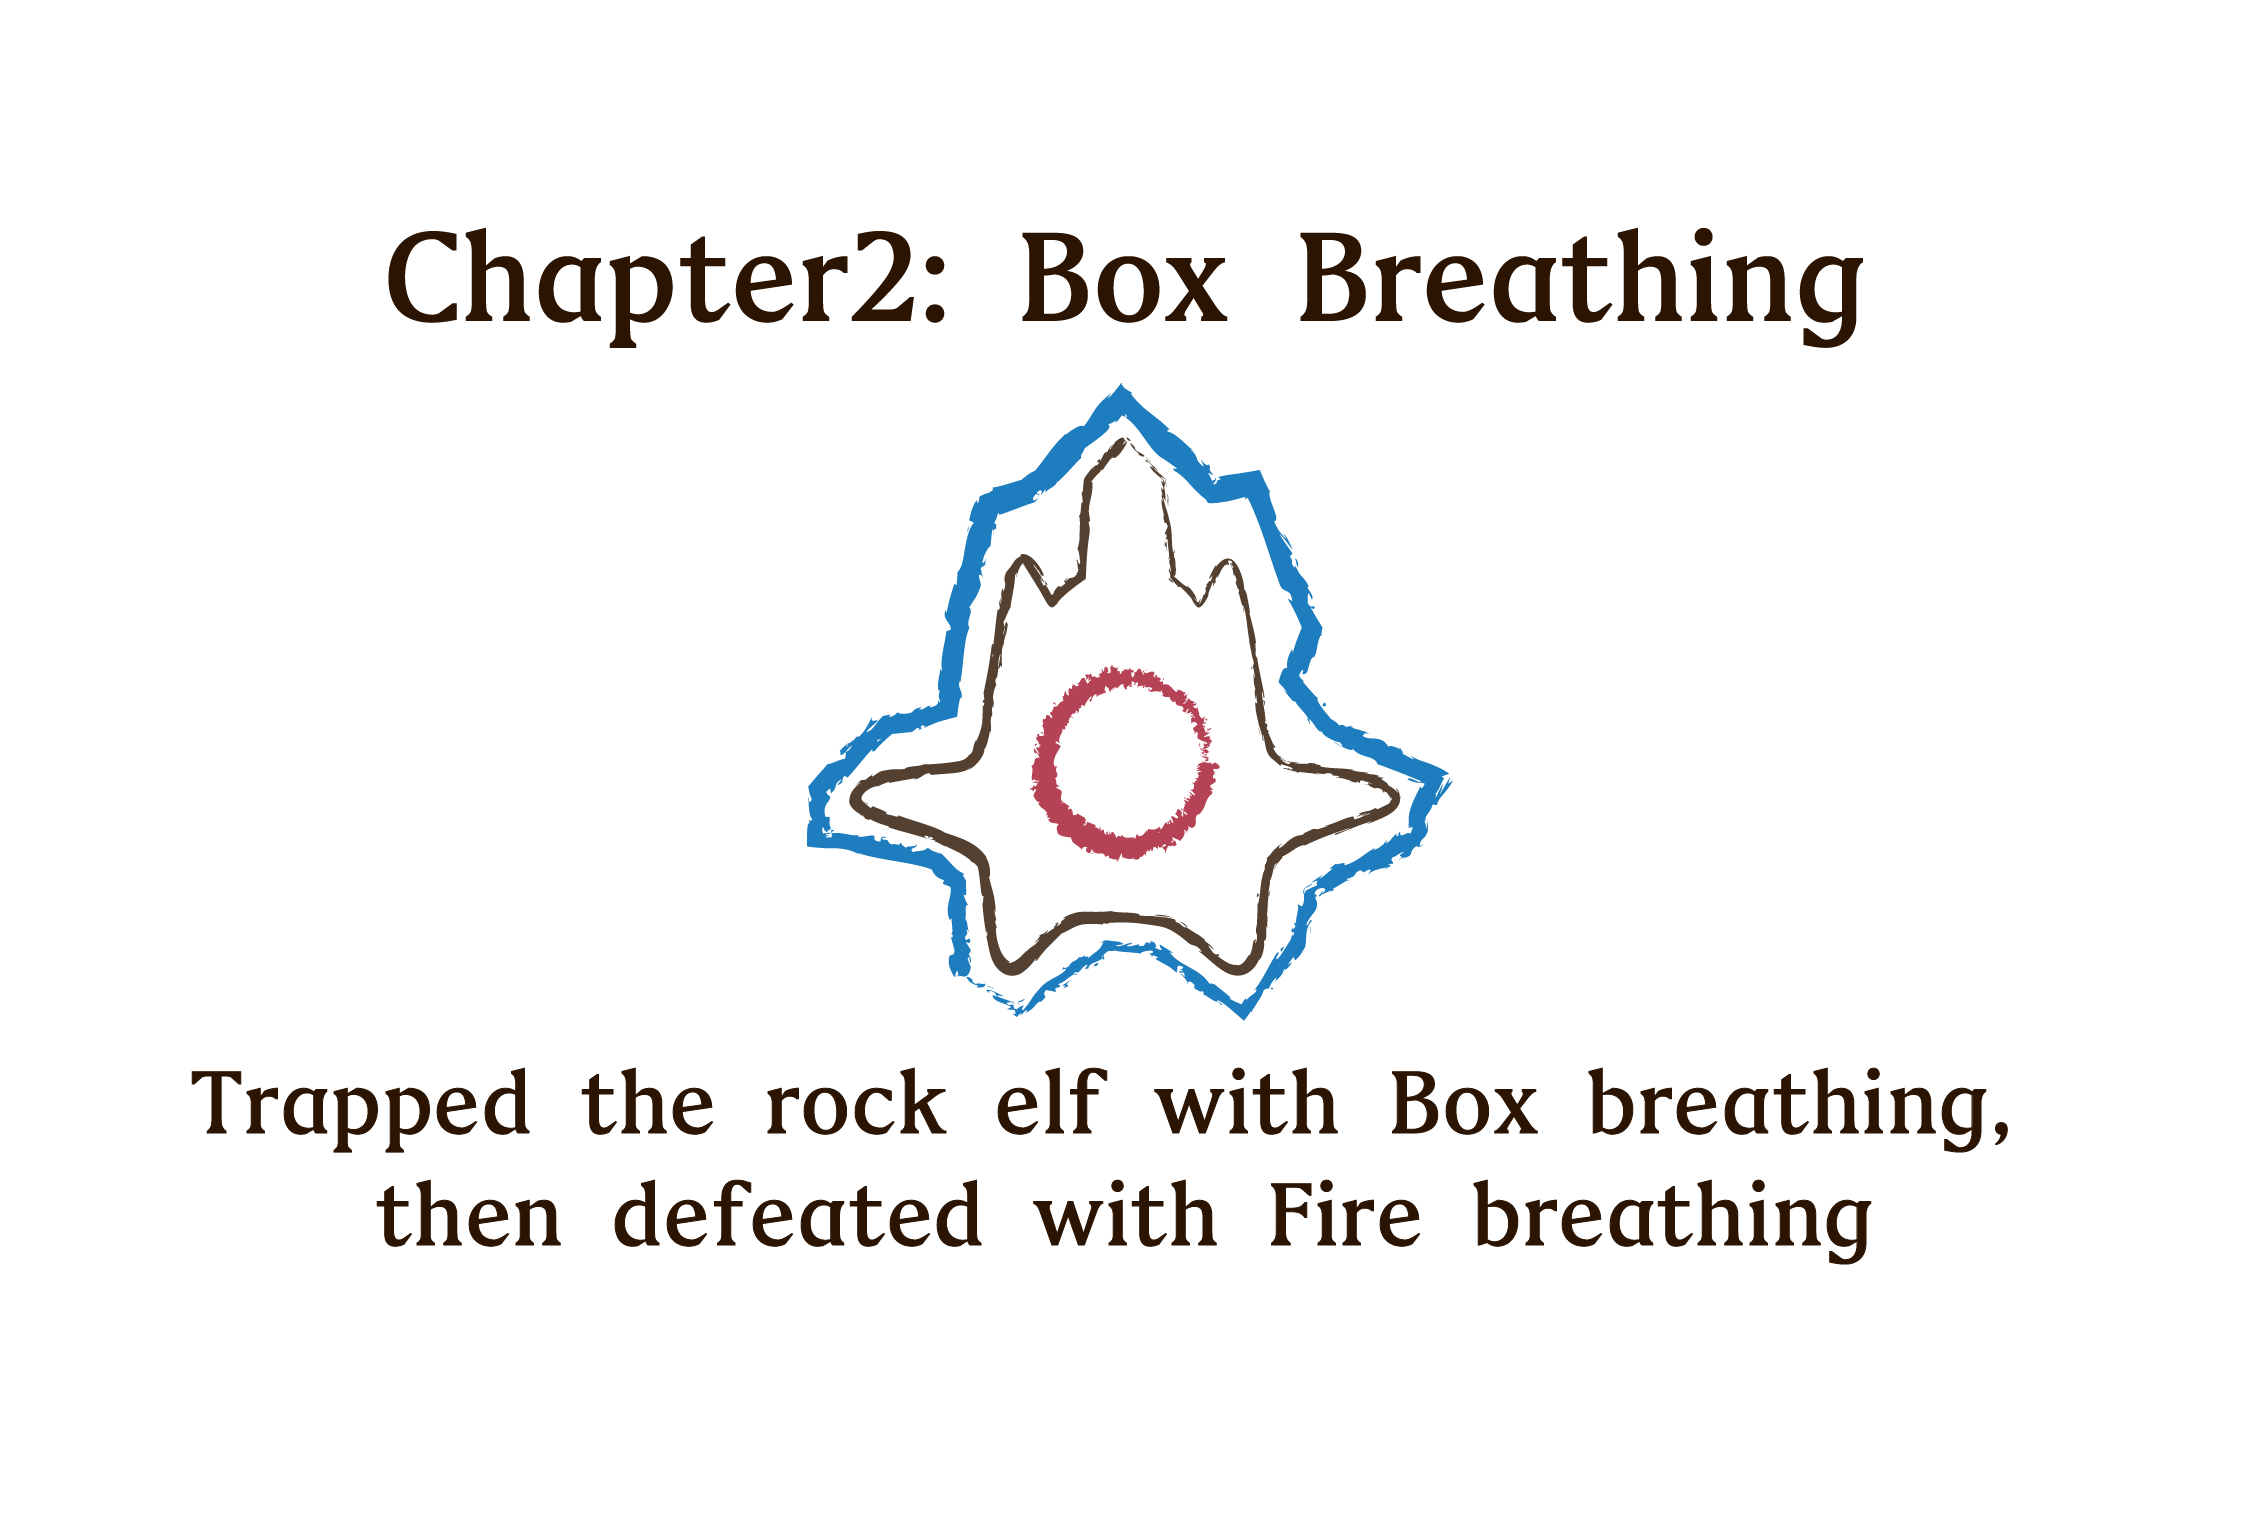 Chapter2: Box Breathing
Trapped the rock elf with Box breathing,
then defeated with Fire breathing